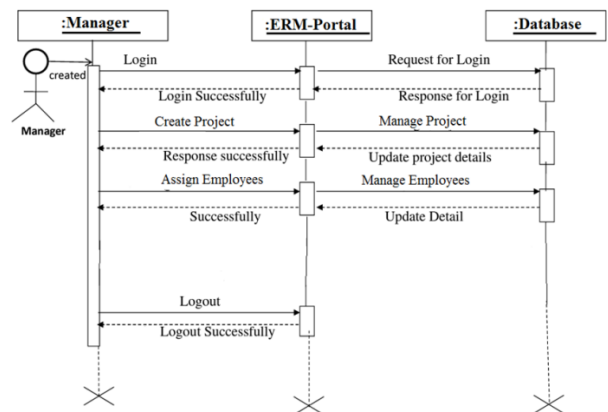 :Manager
:ERM-Portal
:Database
created
Manager
Login
Request for Login
Login Successfully
Response for Login
Create Project
Manage Project
Response successfully
Update project details
Assign Employees
Manage Employees
Successfully
Update Detail
Logout
Logout Successfully